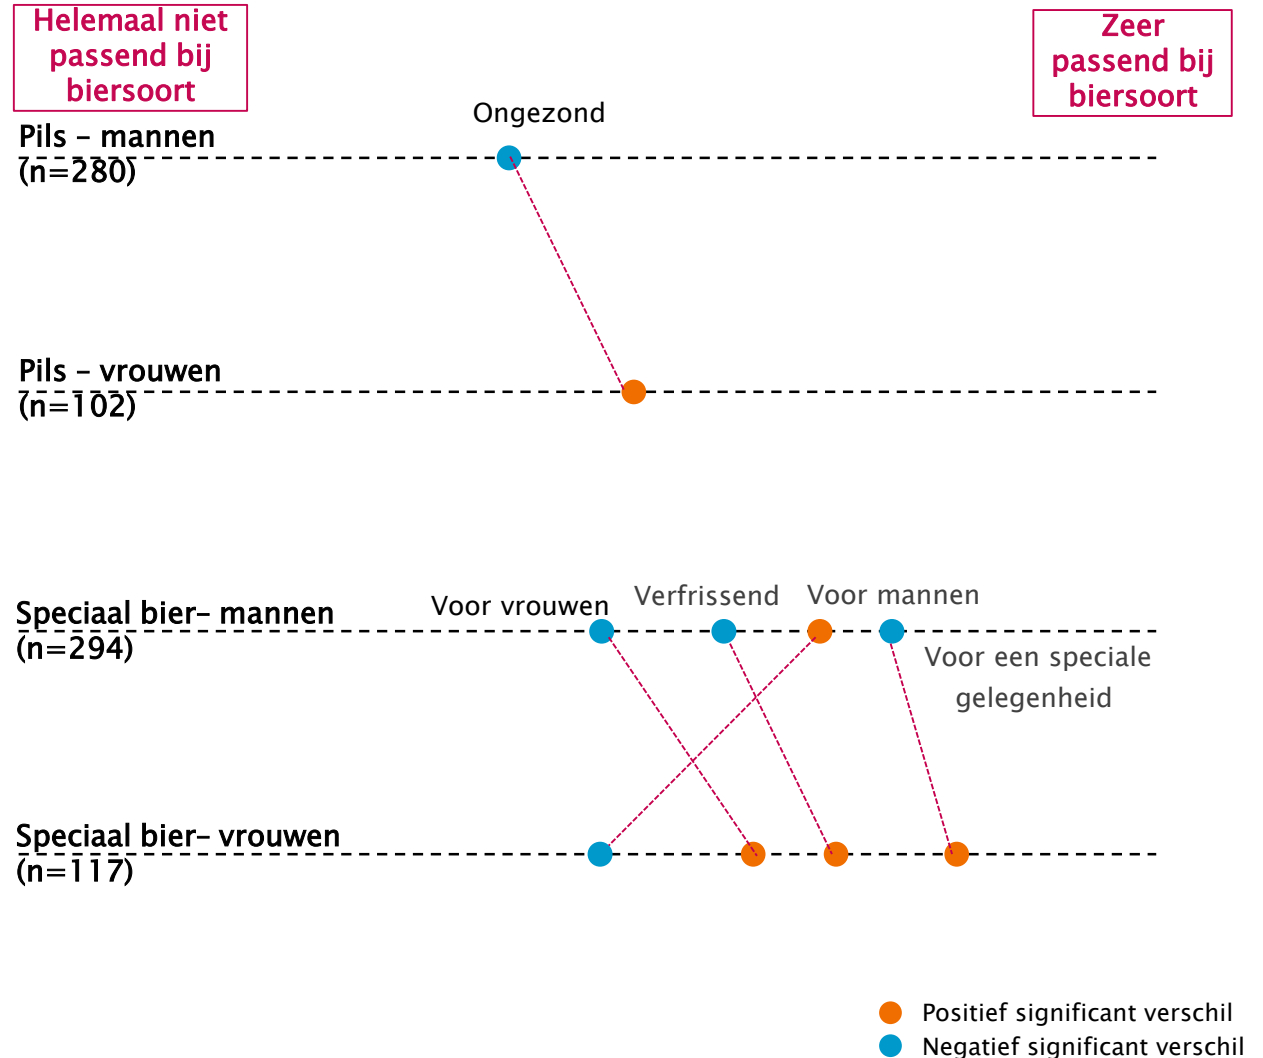 Helemaal niet
passend bij
biersoort
Zeer
passend bij
biersoort
Ongezond
Pils – mannen
(n=280)
Pils – vrouwen
(n=102)
Voor vrouwen
Verfrissend
Voor mannen
Speciaal bier– mannen
(n=294)
Voor een speciale
gelegenheid
Speciaal bier– vrouwen
(n=117)
Positief significant verschil
Negatief significant verschil